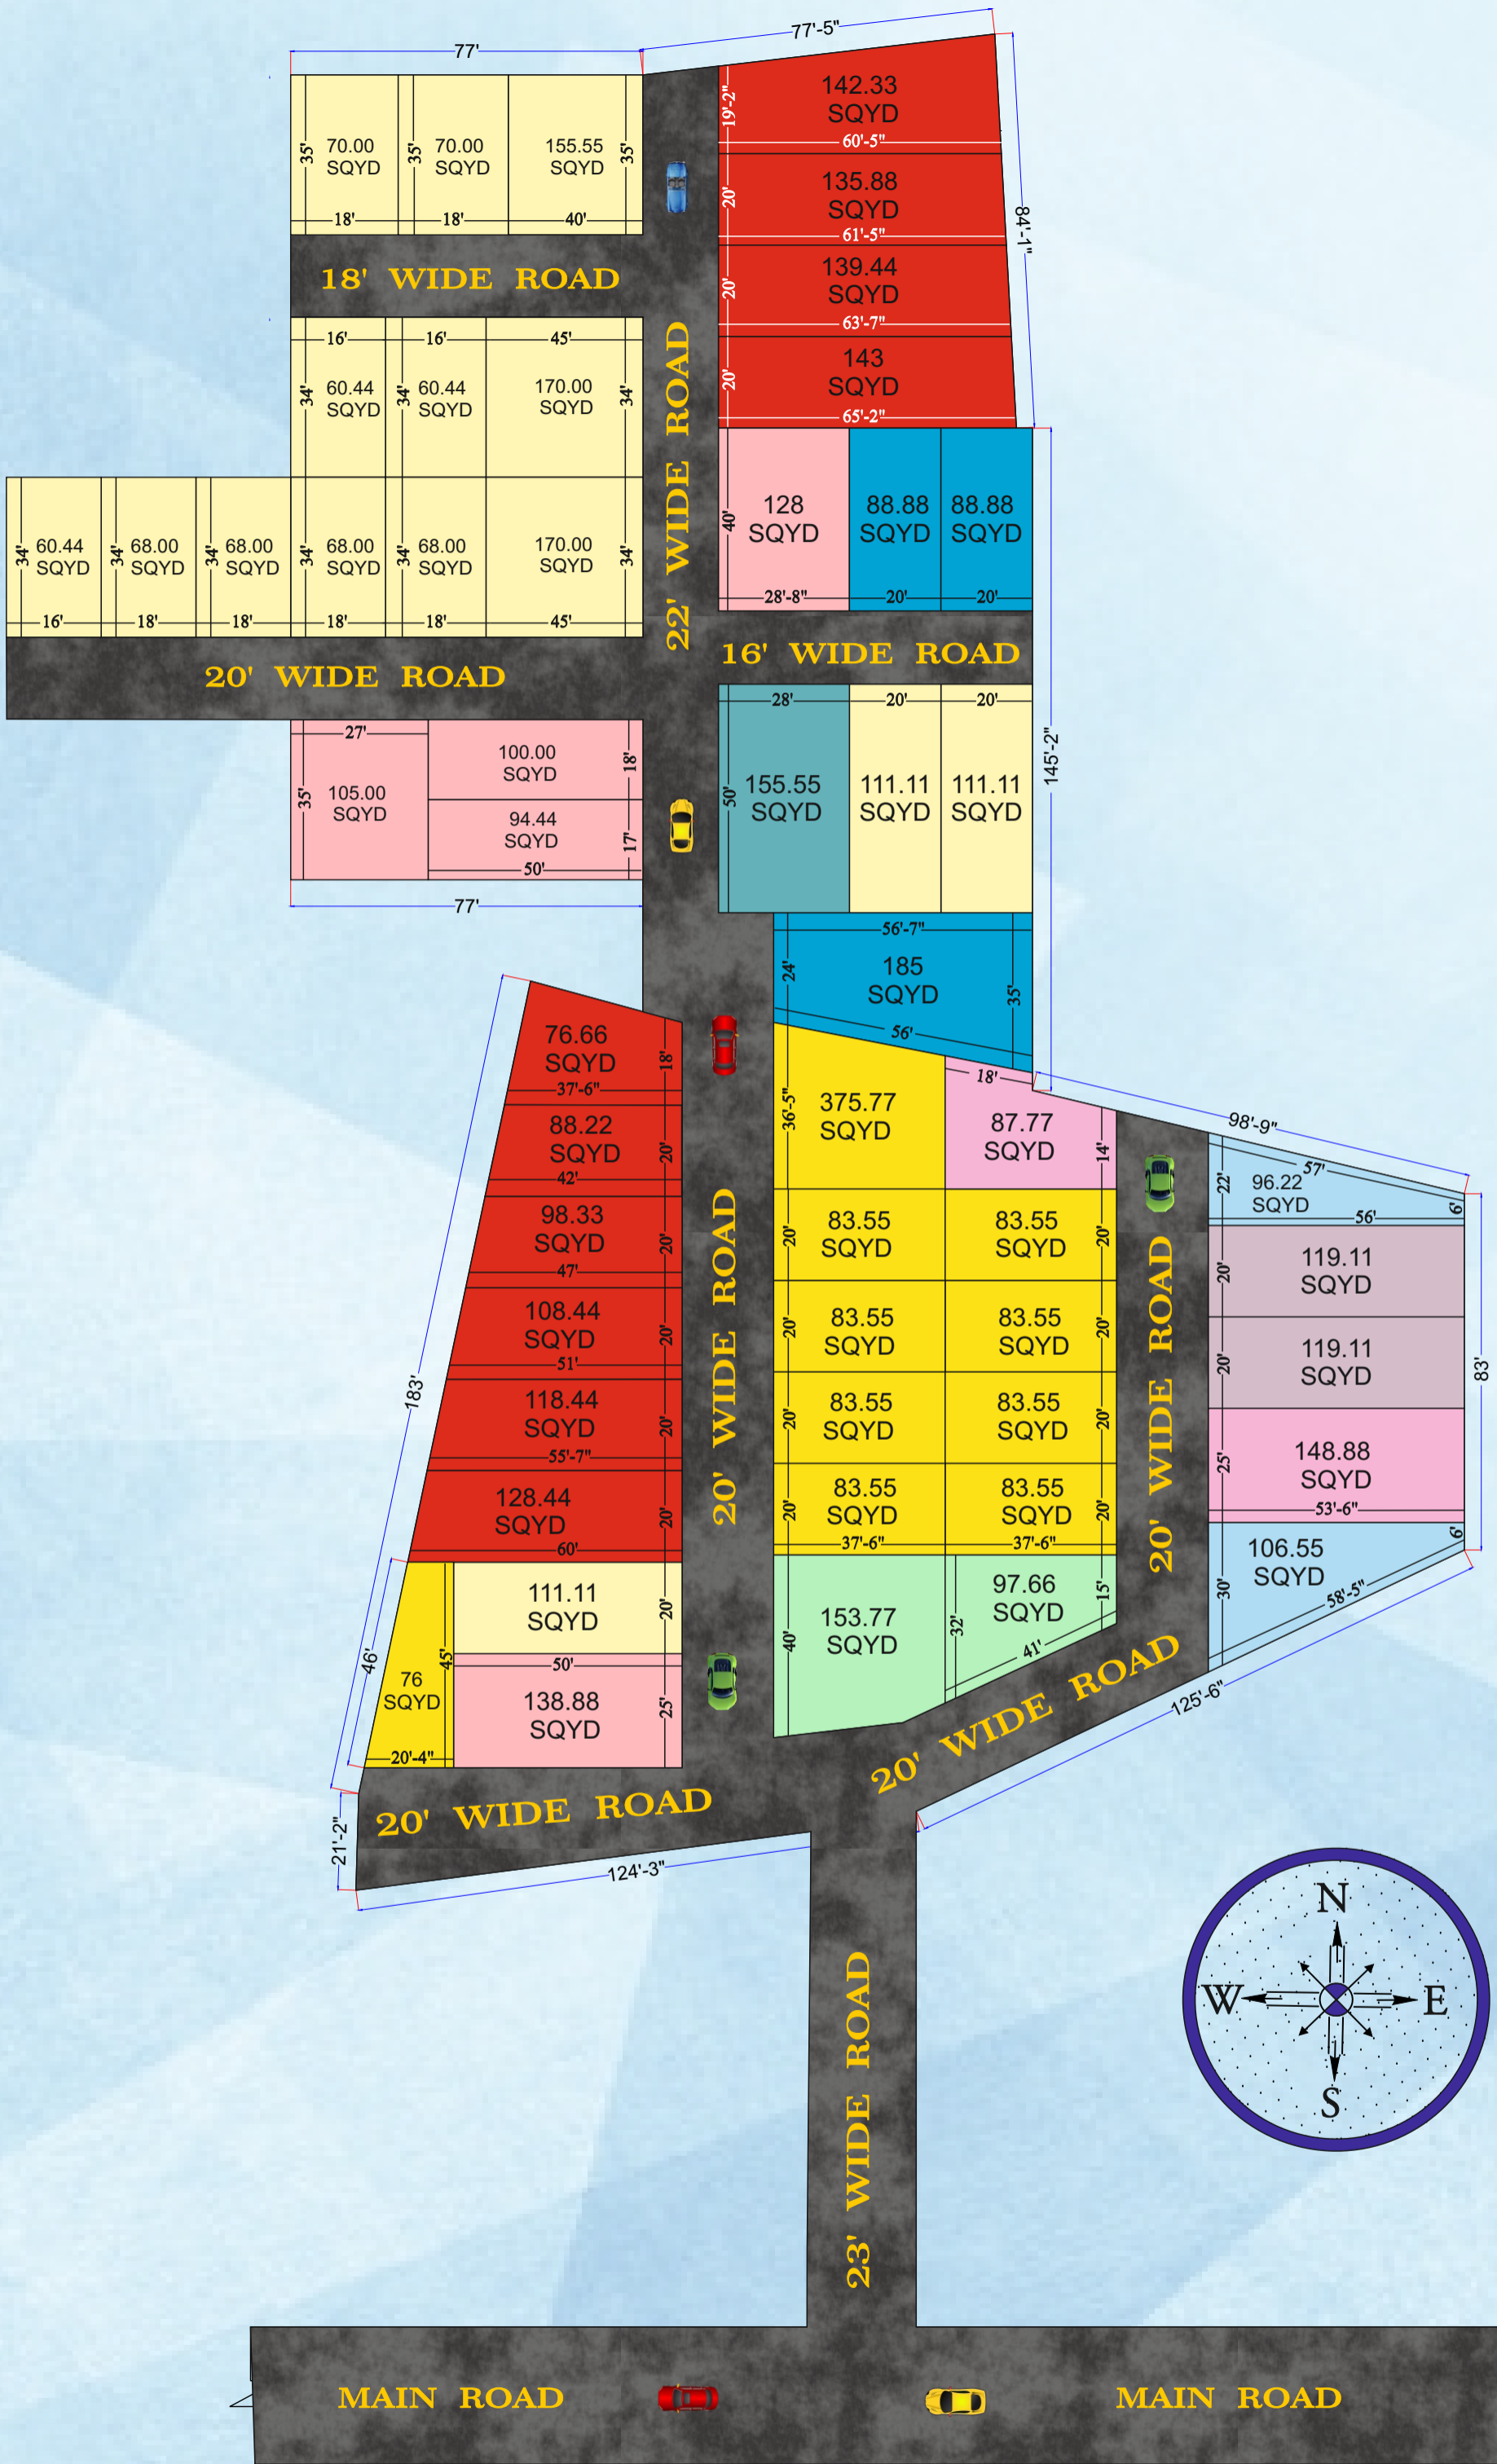 77'
77'-5"
70.00
SQYD
35'
18'
70.00
SQYD
35'
18'
155.55
SQYD
35'
40'
142.33
SQYD
19'-2"
60'-5"
135.88
SQYD
20'
61'-5"
139.44
SQYD
20'
63'-7"
143
SQYD
20'
65'-2"
84'-1"
18' WIDE ROAD
22' WIDE ROAD
16'
16'
45'
34'
60.44
SQYD
34'
60.44
SQYD
170.00
SQYD
34'
34'
60.44
SQYD
16'
34'
68.00
SQYD
18'
34'
68.00
SQYD
18'
34'
68.00
SQYD
18'
34'
68.00
SQYD
18'
170.00
SQYD
34'
45'
40'
128
SQYD
28'-8"
88.88
SQYD
20'
88.88
SQYD
20'
16' WIDE ROAD
20' WIDE ROAD
27'
35'
105.00
SQYD
100.00
SQYD
18'
94.44
SQYD
17'
50'
77'
28'
20'
20'
50'
155.55
SQYD
111.11
SQYD
111.11
SQYD
145'-2"
56'-7"
24'
185
SQYD
35'
56'
76.66
SQYD
18'
37'-6"
88.22
SQYD
20'
42'
98.33
SQYD
20'
47'
108.44
SQYD
20'
51'
118.44
SQYD
20'
55'-7"
128.44
SQYD
20'
60'
183'
20' WIDE ROAD
36'-5"
375.77
SQYD
18'
87.77
SQYD
14'
20'
83.55
SQYD
83.55
SQYD
20'
20'
83.55
SQYD
83.55
SQYD
20'
20'
83.55
SQYD
83.55
SQYD
20'
20'
83.55
SQYD
37'-6"
83.55
SQYD
20'
37'-6"
20' WIDE ROAD
98'-9"
57'
22'
96.22
SQYD
6'
56'
20'
119.11
SQYD
20'
119.11
SQYD
25'
148.88
SQYD
53'-6"
83'
6'
106.55
SQYD
30'
58'-5"
125'-6"
46'
76
SQYD
45'
20'-4"
111.11
SQYD
20'
50'
138.88
SQYD
25'
40'
153.77
SQYD
32'
97.66
SQYD
15'
41'
20' WIDE ROAD
20' WIDE ROAD
21'-2"
124'-3"
23' WIDE ROAD
N
W
E
S
MAIN ROAD
MAIN ROAD